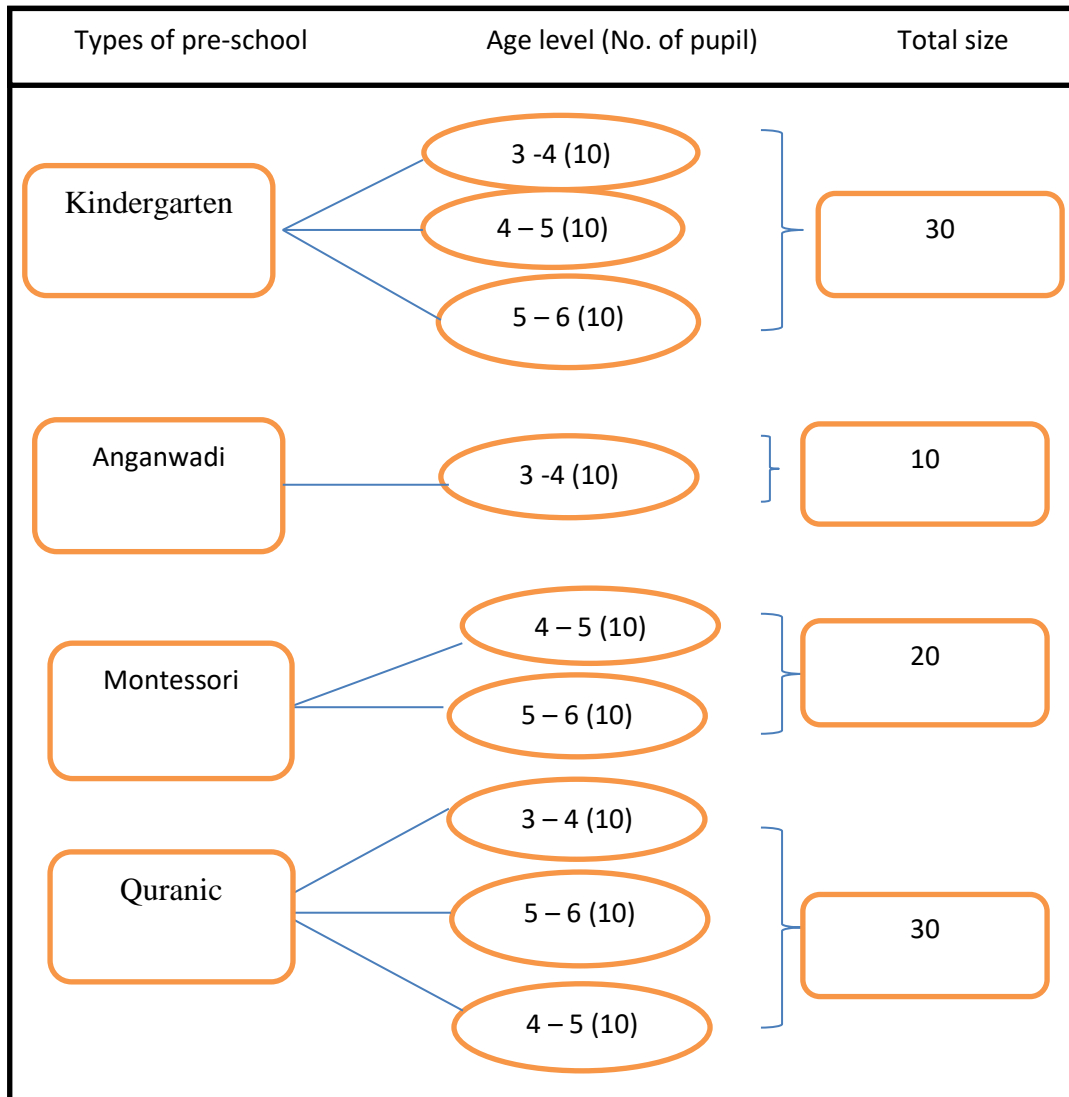 Types of pre-school Age level (No. of pupil) Total size
Kindergarten
3 -4 (10)
4 – 5 (10)
5 – 6 (10)
30
Anganwadi
3 -4 (10)
10
Montessori
4 – 5 (10)
5 – 6 (10)
20
Quranic
3 – 4 (10)
5 – 6 (10)
4 – 5 (10)
30